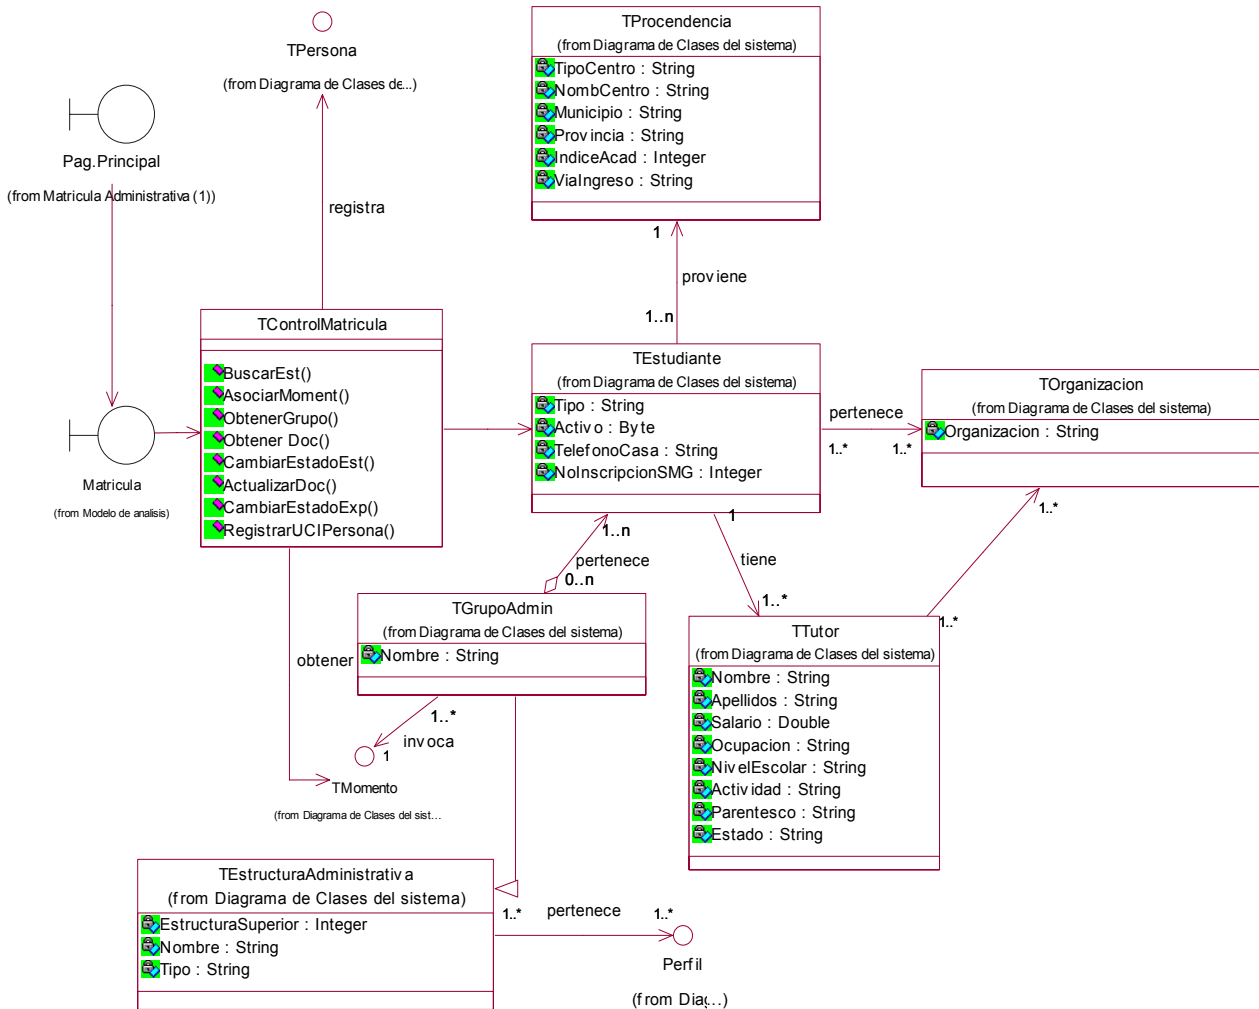 TPersona
(from Diagrama de Clases de...)
Pag.Principal
(from Matricula Administrativa (1))
registra
TProcendencia
(from Diagrama de Clases del sistema)
TipoCentro : String
NombCentro : String
Municipio : String
Provincia : String
IndiceAcad : Integer
ViaIngreso : String
1
proviene
1..n
TControlMatricula
BuscarEst()
AsociarMoment()
ObtenerGrupo()
Obtener Doc()
CambiarEstadoEst()
ActualizarDoc()
CambiarEstadoExp()
RegistrarUCIPersona()
Matricula
(from Modelo de analisis)
TEstudiante
(from Diagrama de Clases del sistema)
Tipo : String
Activo : Byte
TelefonoCasa : String
NoInscripcionSMG : Integer
pertenece
1..*
1..*
TOrganizacion
(from Diagrama de Clases del sistema)
Organizacion : String
1..*
1..n
pertenece
0..n
1
tiene
1..*
1..*
TGrupoAdmin
(from Diagrama de Clases del sistema)
Nombre : String
obtener
1..*
invoca
1
TMomento
(from Diagrama de Clases del sist...
TTutor
(from Diagrama de Clases del sistema)
Nombre : String
Apellidos : String
Salario : Double
Ocupacion : String
NivelEscolar : String
Actividad : String
Parentesco : String
Estado : String
TEstructuraAdministrativa
(from Diagrama de Clases del sistema)
EstructuraSuperior : Integer
Nombre : String
Tipo : String
1..*
pertenece
1..*
Perfil
(from Diag...)